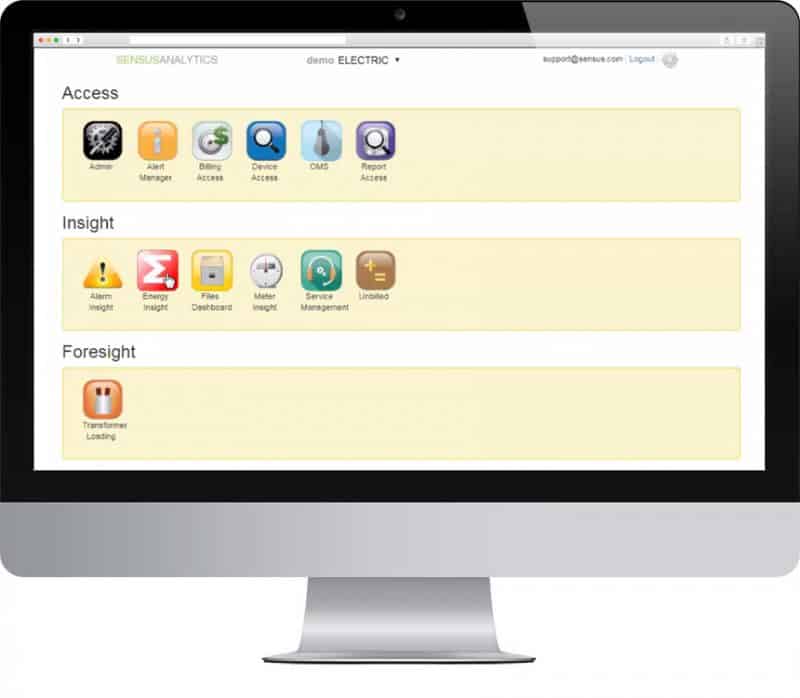 SENSUSANALYTICS
demo ELECTRIC
support@sensus.com | Logout
Access
Admin
Alert
Manager
Billing
Access
Device
Access
OMS
Report
Access
Insight
Alarm
Insight
Energy
Insight
Files
Dashboard
Meter
Insight
Service
Management
Unbilled
Foresight
Transformer
Loading